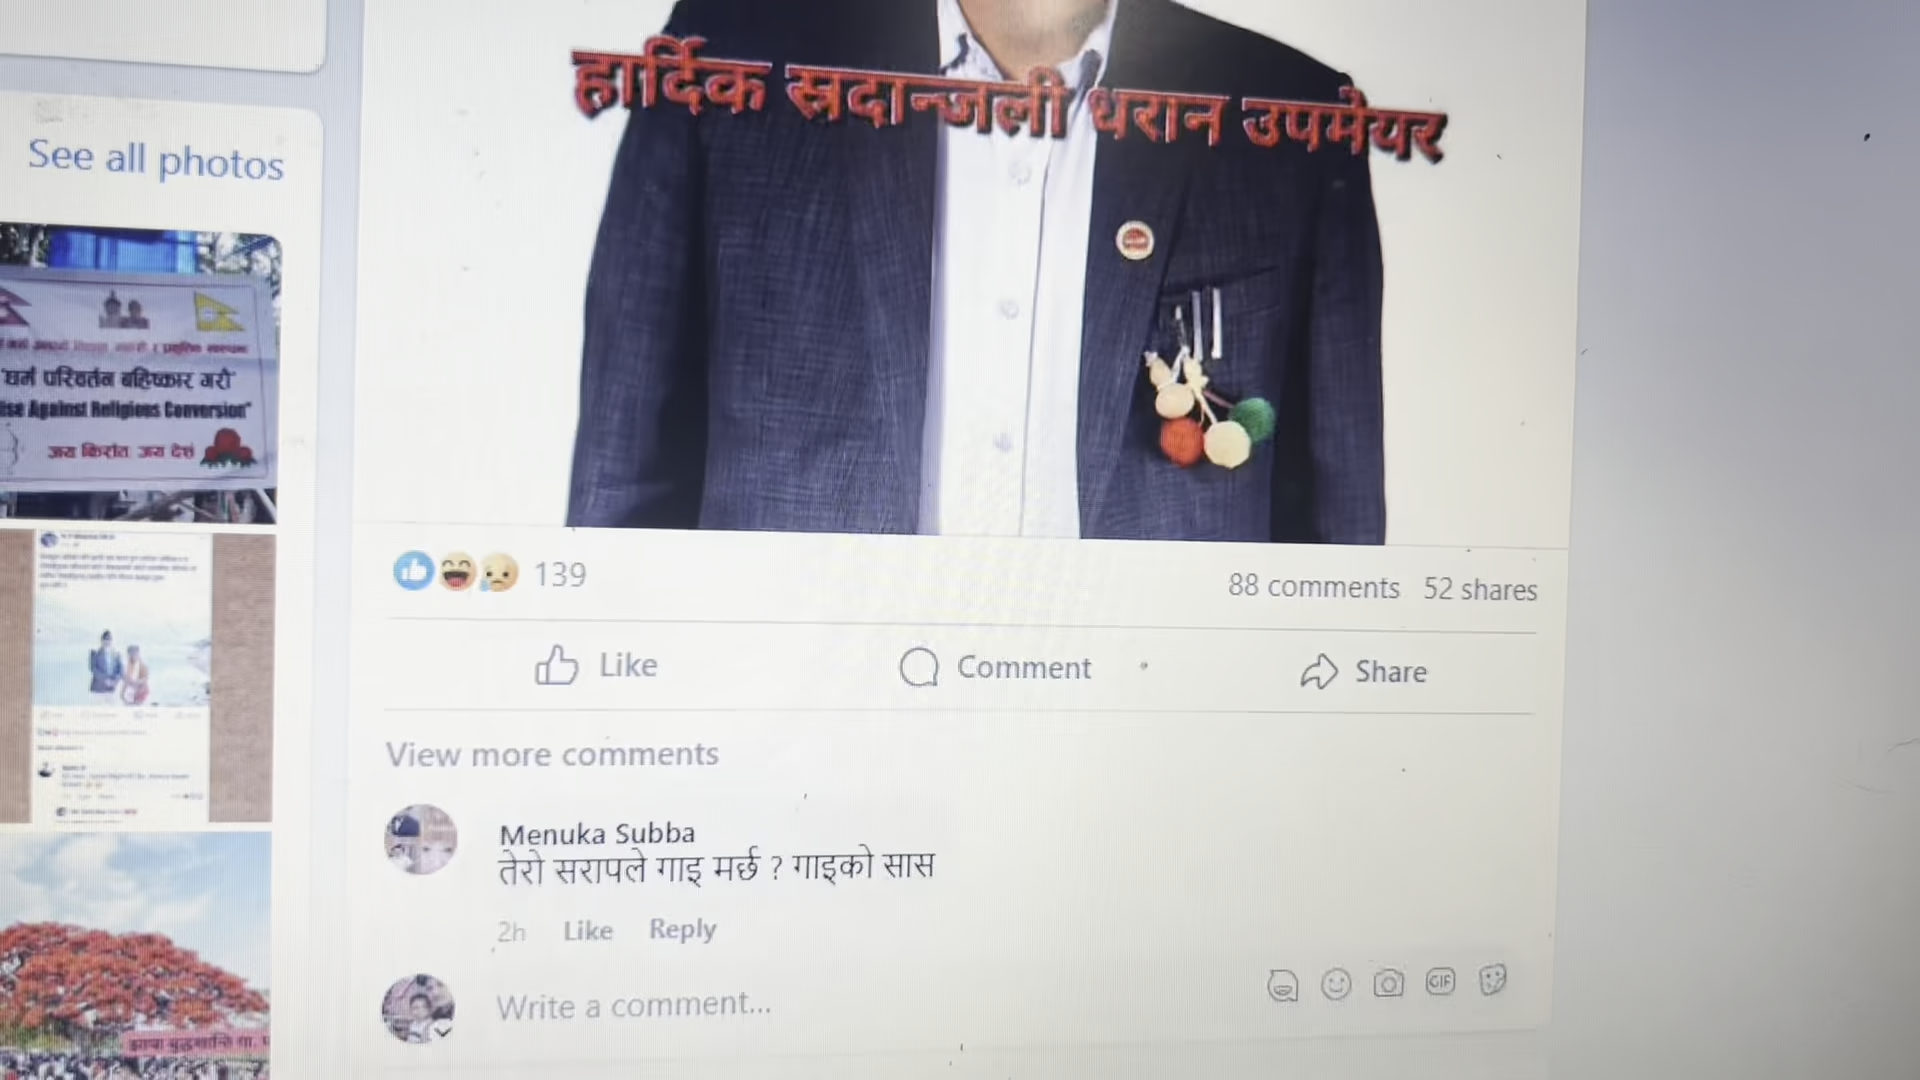 हार्दिक स्रदान्जली धरान उपमेयर
See all photos
"धर्म परिवर्तन बहिष्कार गरौ"
Against Religious Conversion"
जय किरांत जय देश
139
88 comments 52 shares
Like
Comment
Share
View more comments
Menuka Subba
तेरो सरापले गाइ मर्छ ? गाइको सास
2h Like Reply
Write a comment...
GIF